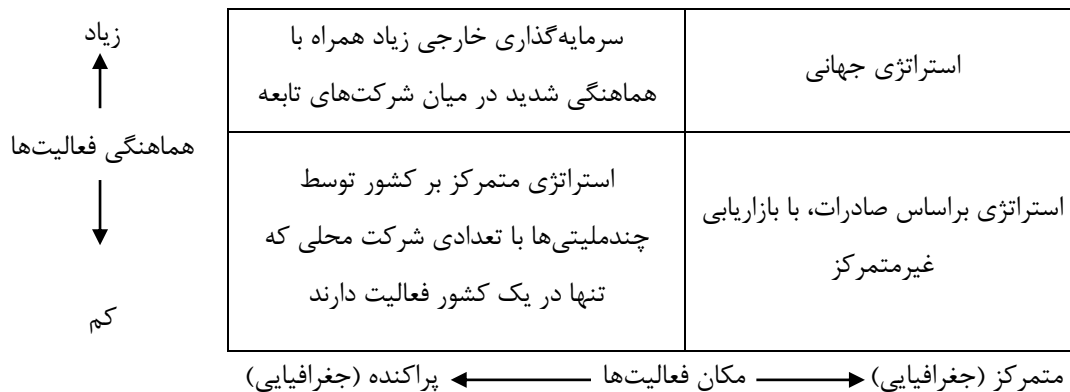 زیاد
هماهنگی فعالیت‌ها
کم
استراتژی جهانی
سرمایه‌گذاری خارجی زیاد همراه با
هماهنگی شدید در میان شرکت‌های تابعه
استراتژی براساس صادرات، با بازاریابی
غیرمتمرکز
استراتژی متمرکز بر کشور توسط
چندملیتی‌ها با تعدادی شرکت محلی که
تنها در یک کشور فعالیت دارند
متمرکز (جغرافیایی) مکان فعالیت‌ها پراکنده (جغرافیایی)